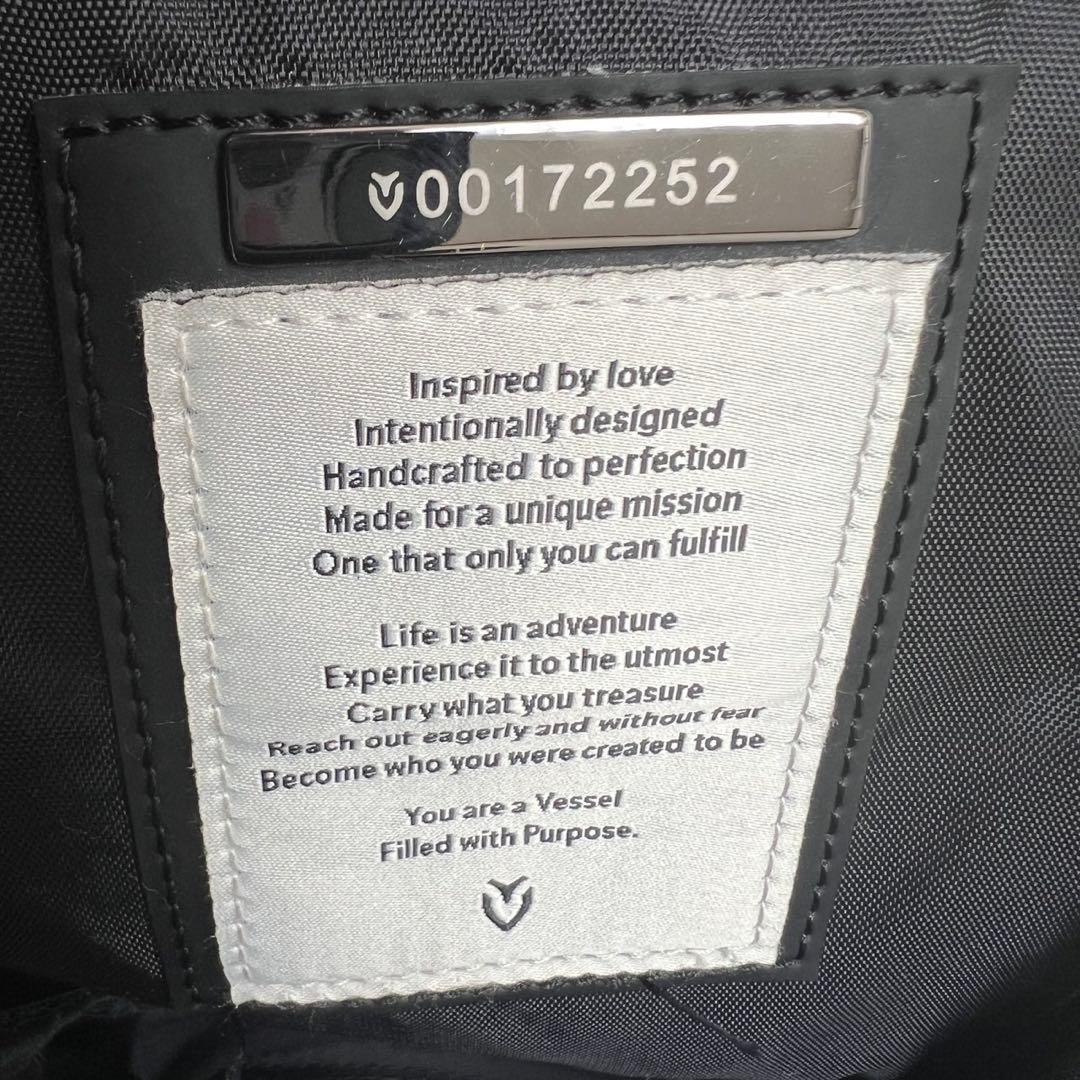 00172252
Inspired by love
Intentionally designed
Handcrafted to perfection
Made for a unique mission
One that only you can fulfill
Life is an adventure
Experience it to the utmost
Carry what you treasure
Reach out eagerly and without fear
Become who you were created to be
You are a Vessel
Filled with Purpose.